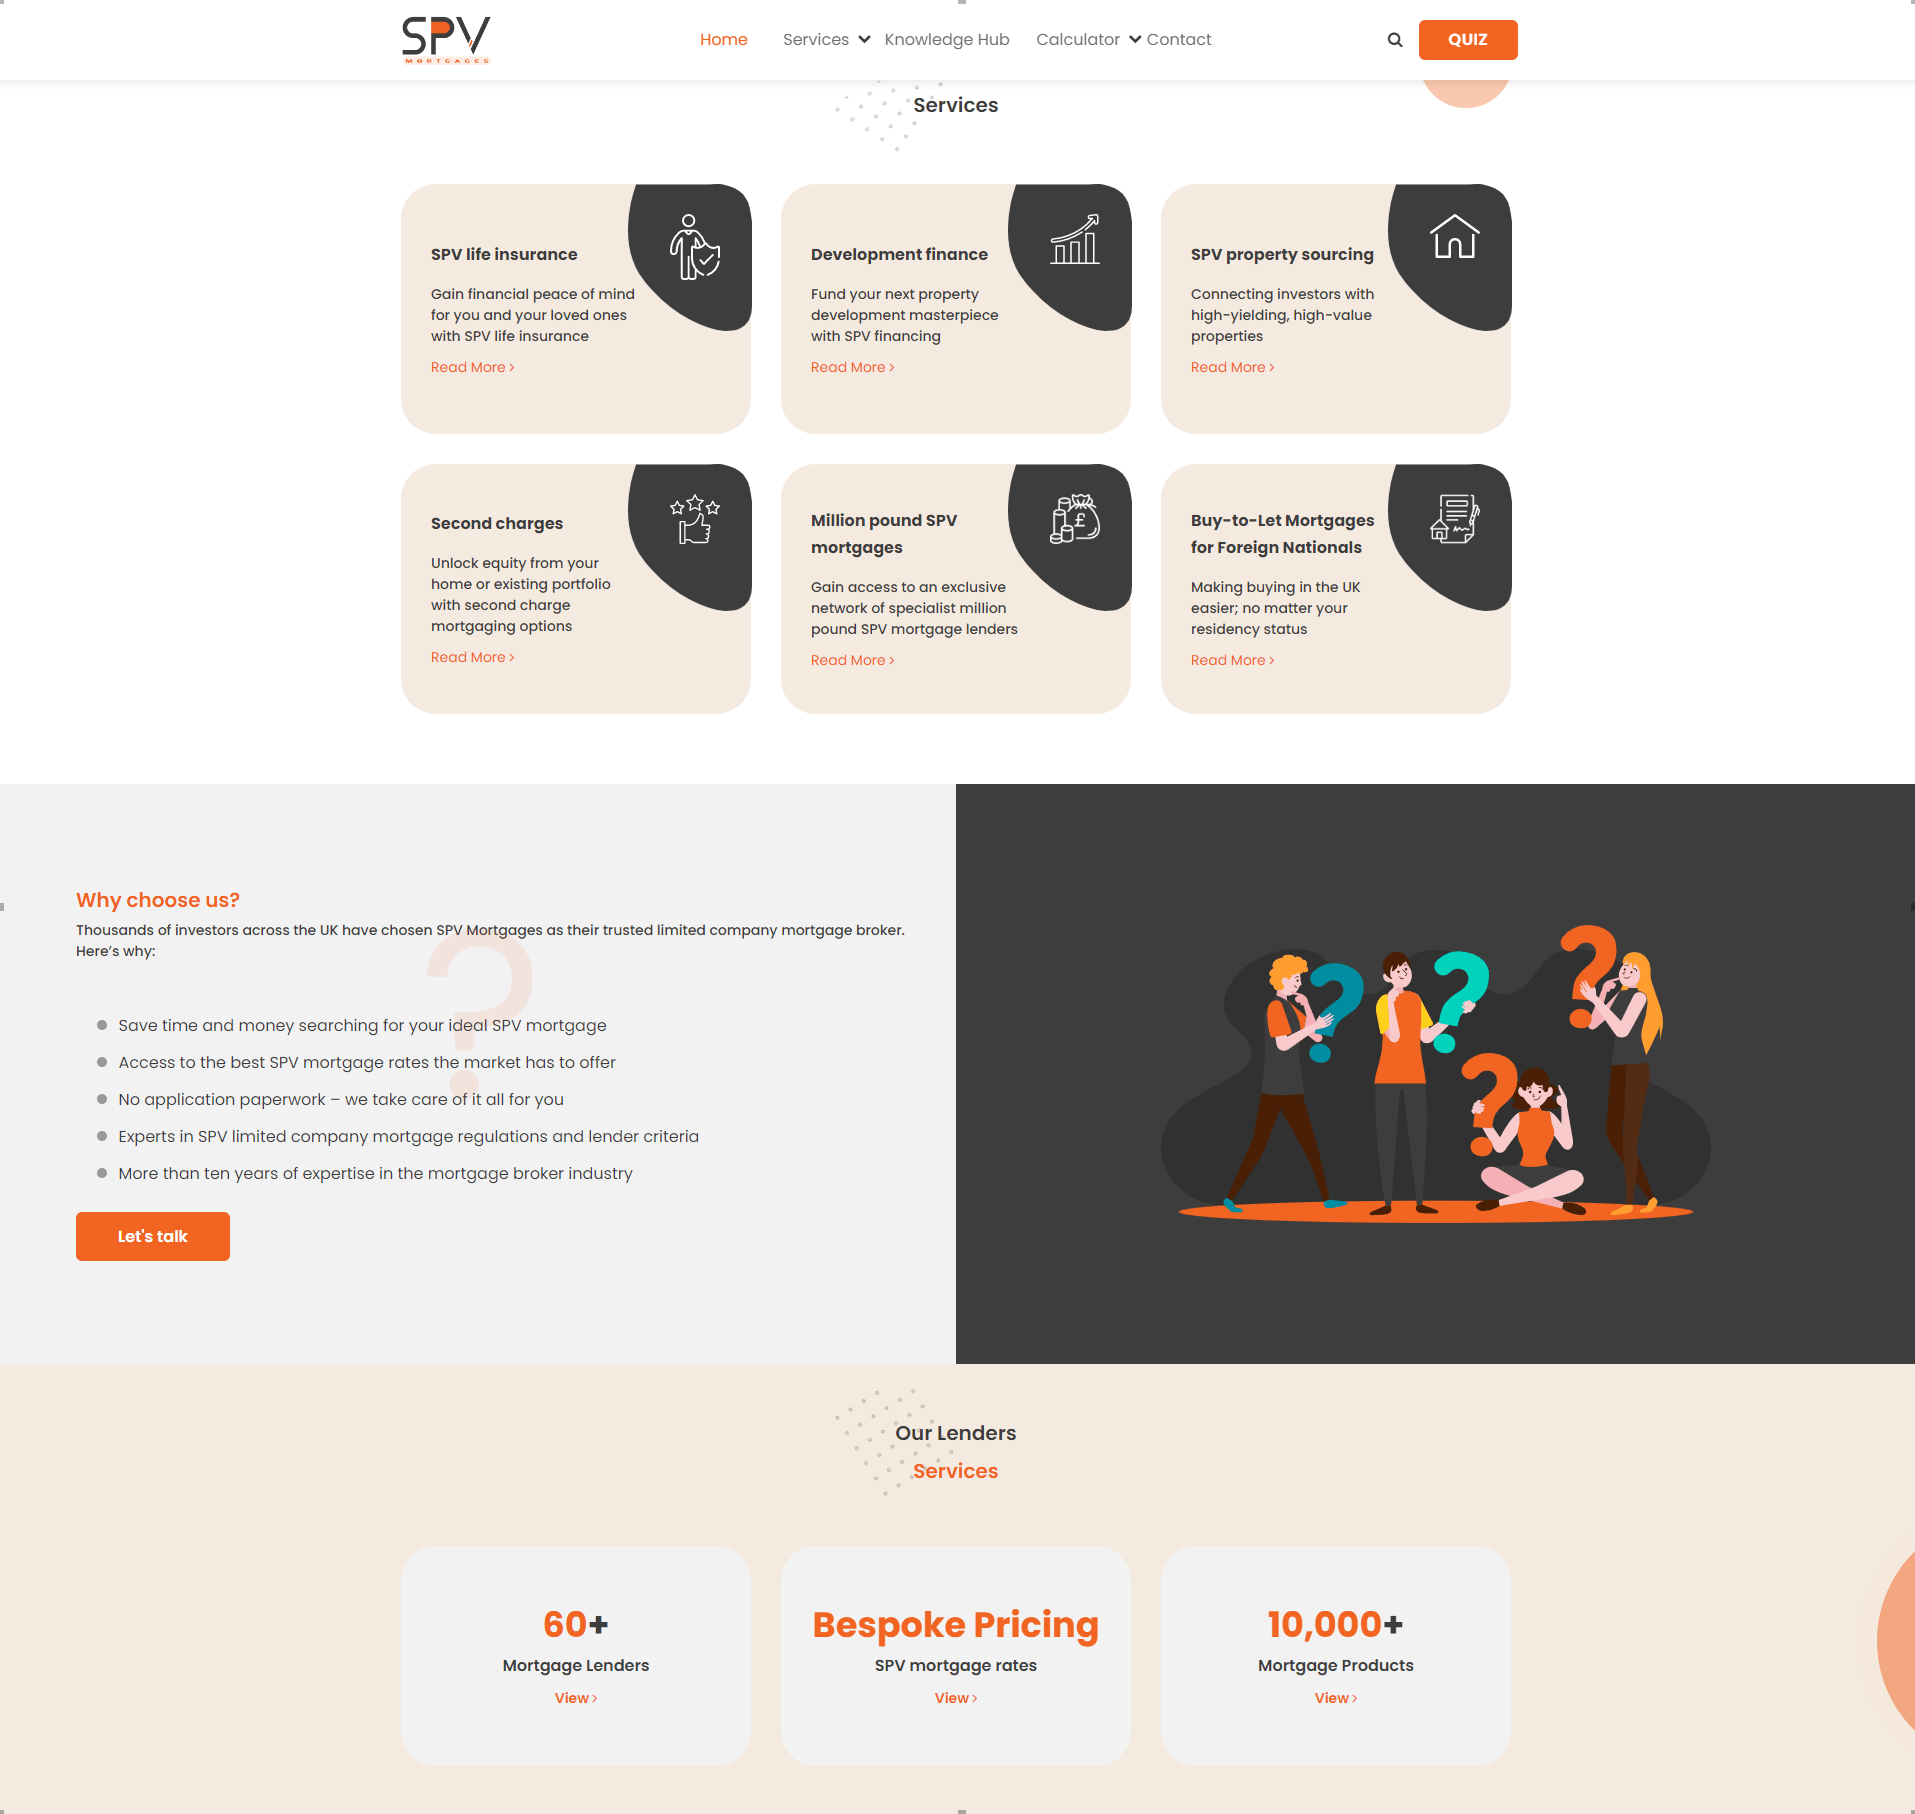 SPV
MORTGAGES
Home
Services
Knowledge Hub
Calculator
Contact
QUIZ
Services
SPV life insurance
Gain financial peace of mind
for you and your loved ones
with SPV life insurance
Read More >
Development finance
Fund your next property
development masterpiece
with SPV financing
Read More >
SPV property sourcing
Connecting investors with
high-yielding, high-value
properties
Read More >
Second charges
Unlock equity from your
home or existing portfolio
with second charge
mortgaging options
Read More >
Million pound SPV
mortgages
Gain access to an exclusive
network of specialist million
pound SPV mortgage lenders
Read More >
Buy-to-Let Mortgages
for Foreign Nationals
Making buying in the UK
easier; no matter your
residency status
Read More >
Why choose us?
Thousands of investors across the UK have chosen SPV Mortgages as their trusted limited company mortgage broker.
Here’s why:
Save time and money searching for your ideal SPV mortgage
Access to the best SPV mortgage rates the market has to offer
No application paperwork – we take care of it all for you
Experts in SPV limited company mortgage regulations and lender criteria
More than ten years of expertise in the mortgage broker industry
Let's talk
Our Lenders
Services
60+
Mortgage Lenders
View >
Bespoke Pricing
SPV mortgage rates
View >
10,000+
Mortgage Products
View >